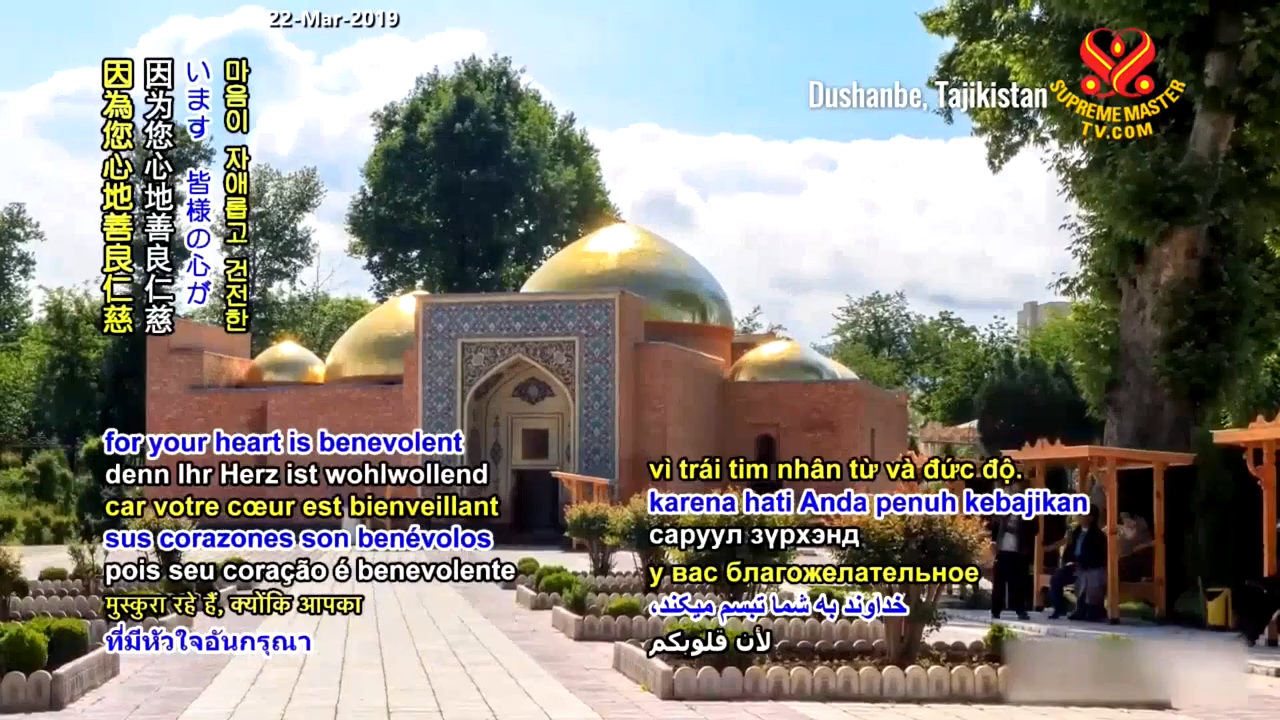 22-Mar-2019
Dushanbe, Tajikistan
SUPREME MASTER
TV.COM
마음이 자애롭고 건전한
います 皆様の心が
因为您心地善良仁慈
因為您心地善良仁慈
for your heart is benevolent
denn Ihr Herz ist wohlwollend
car votre cœur est bienveillant
sus corazones son benévolos
pois seu coração é benevolente
मुस्कुरा रहे हैं, क्योंकि आपका
ที่มีหัวใจอันกรุณา
vì trái tim nhân từ và đức độ.
karena hati Anda penuh kebajikan
саруул зүрхэнд
у вас благожелательное
خداوند به شما تبسم میکند،
لأن قلوبكم